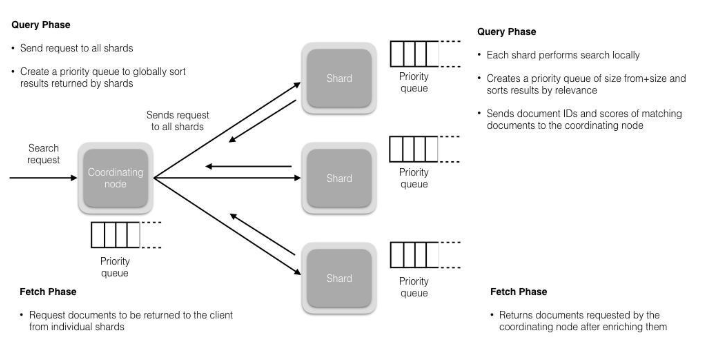 Query Phase
• Send request to all shards
• Create a priority queue to globally sort
results returned by shards
Sends request
to all shards
Search
request
Coordinating
node
Priority
queue
Fetch Phase
• Request documents to be returned to the client
from individual shards
Shard
Priority
queue
Shard
Priority
queue
Shard
Priority
queue
Query Phase
• Each shard performs search locally
• Creates a priority queue of size from+size and
sorts results by relevance
• Sends document IDs and scores of matching
documents to the coordinating node
Fetch Phase
• Returns documents requested by the
coordinating node after enriching them